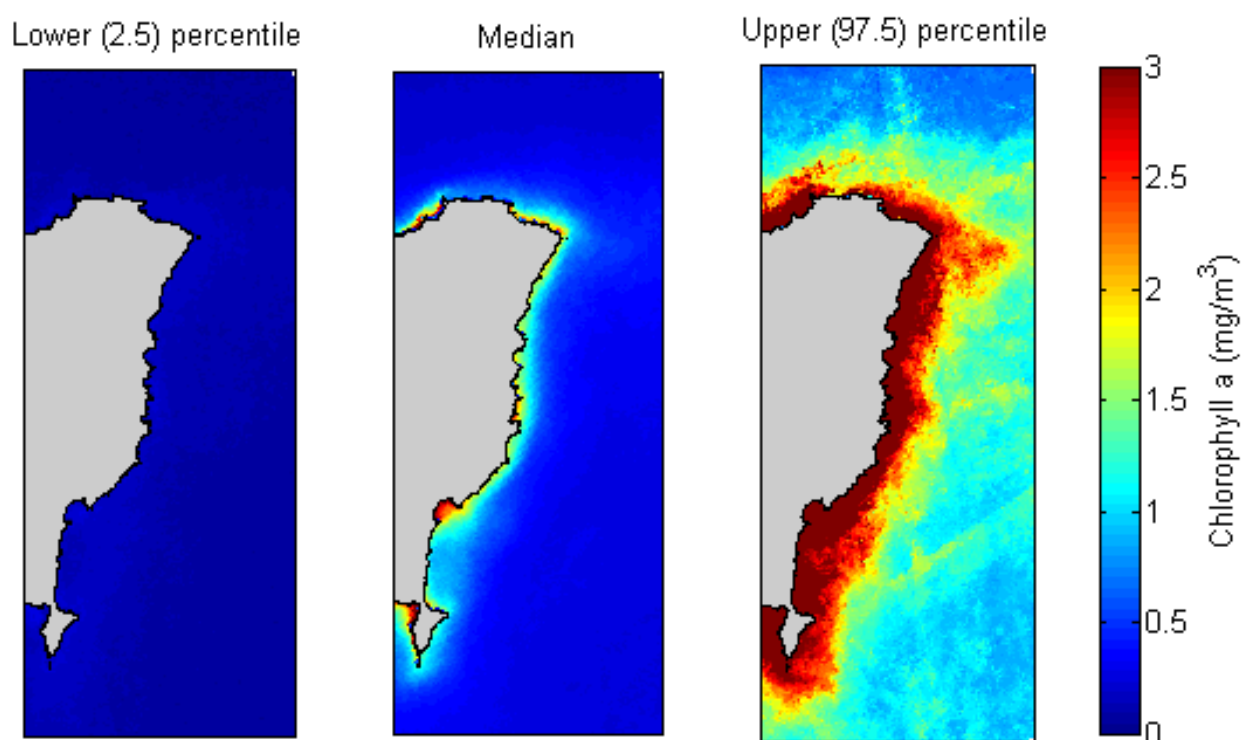 Lower (2.5) percentile
Median
Upper (97.5) percentile
3
2.5
2
1.5
1
0.5
0
Chlorophyll a (mg/m³)